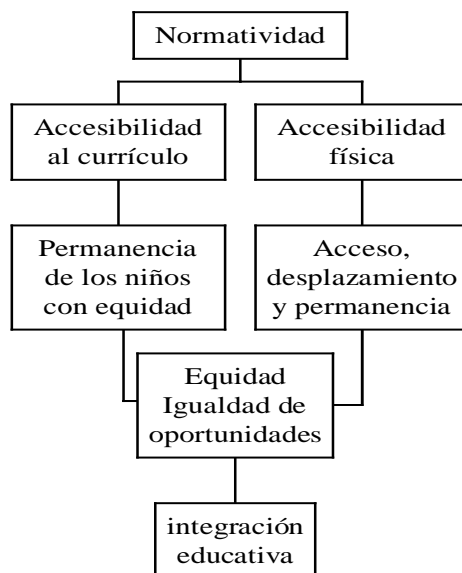 Normatividad
Accesibilidad
al currículo
Accesibilidad
física
Permanencia
de los niños
con equidad
Acceso,
desplazamiento
y permanencia
Equidad
Igualdad de
oportunidades
integración
educativa